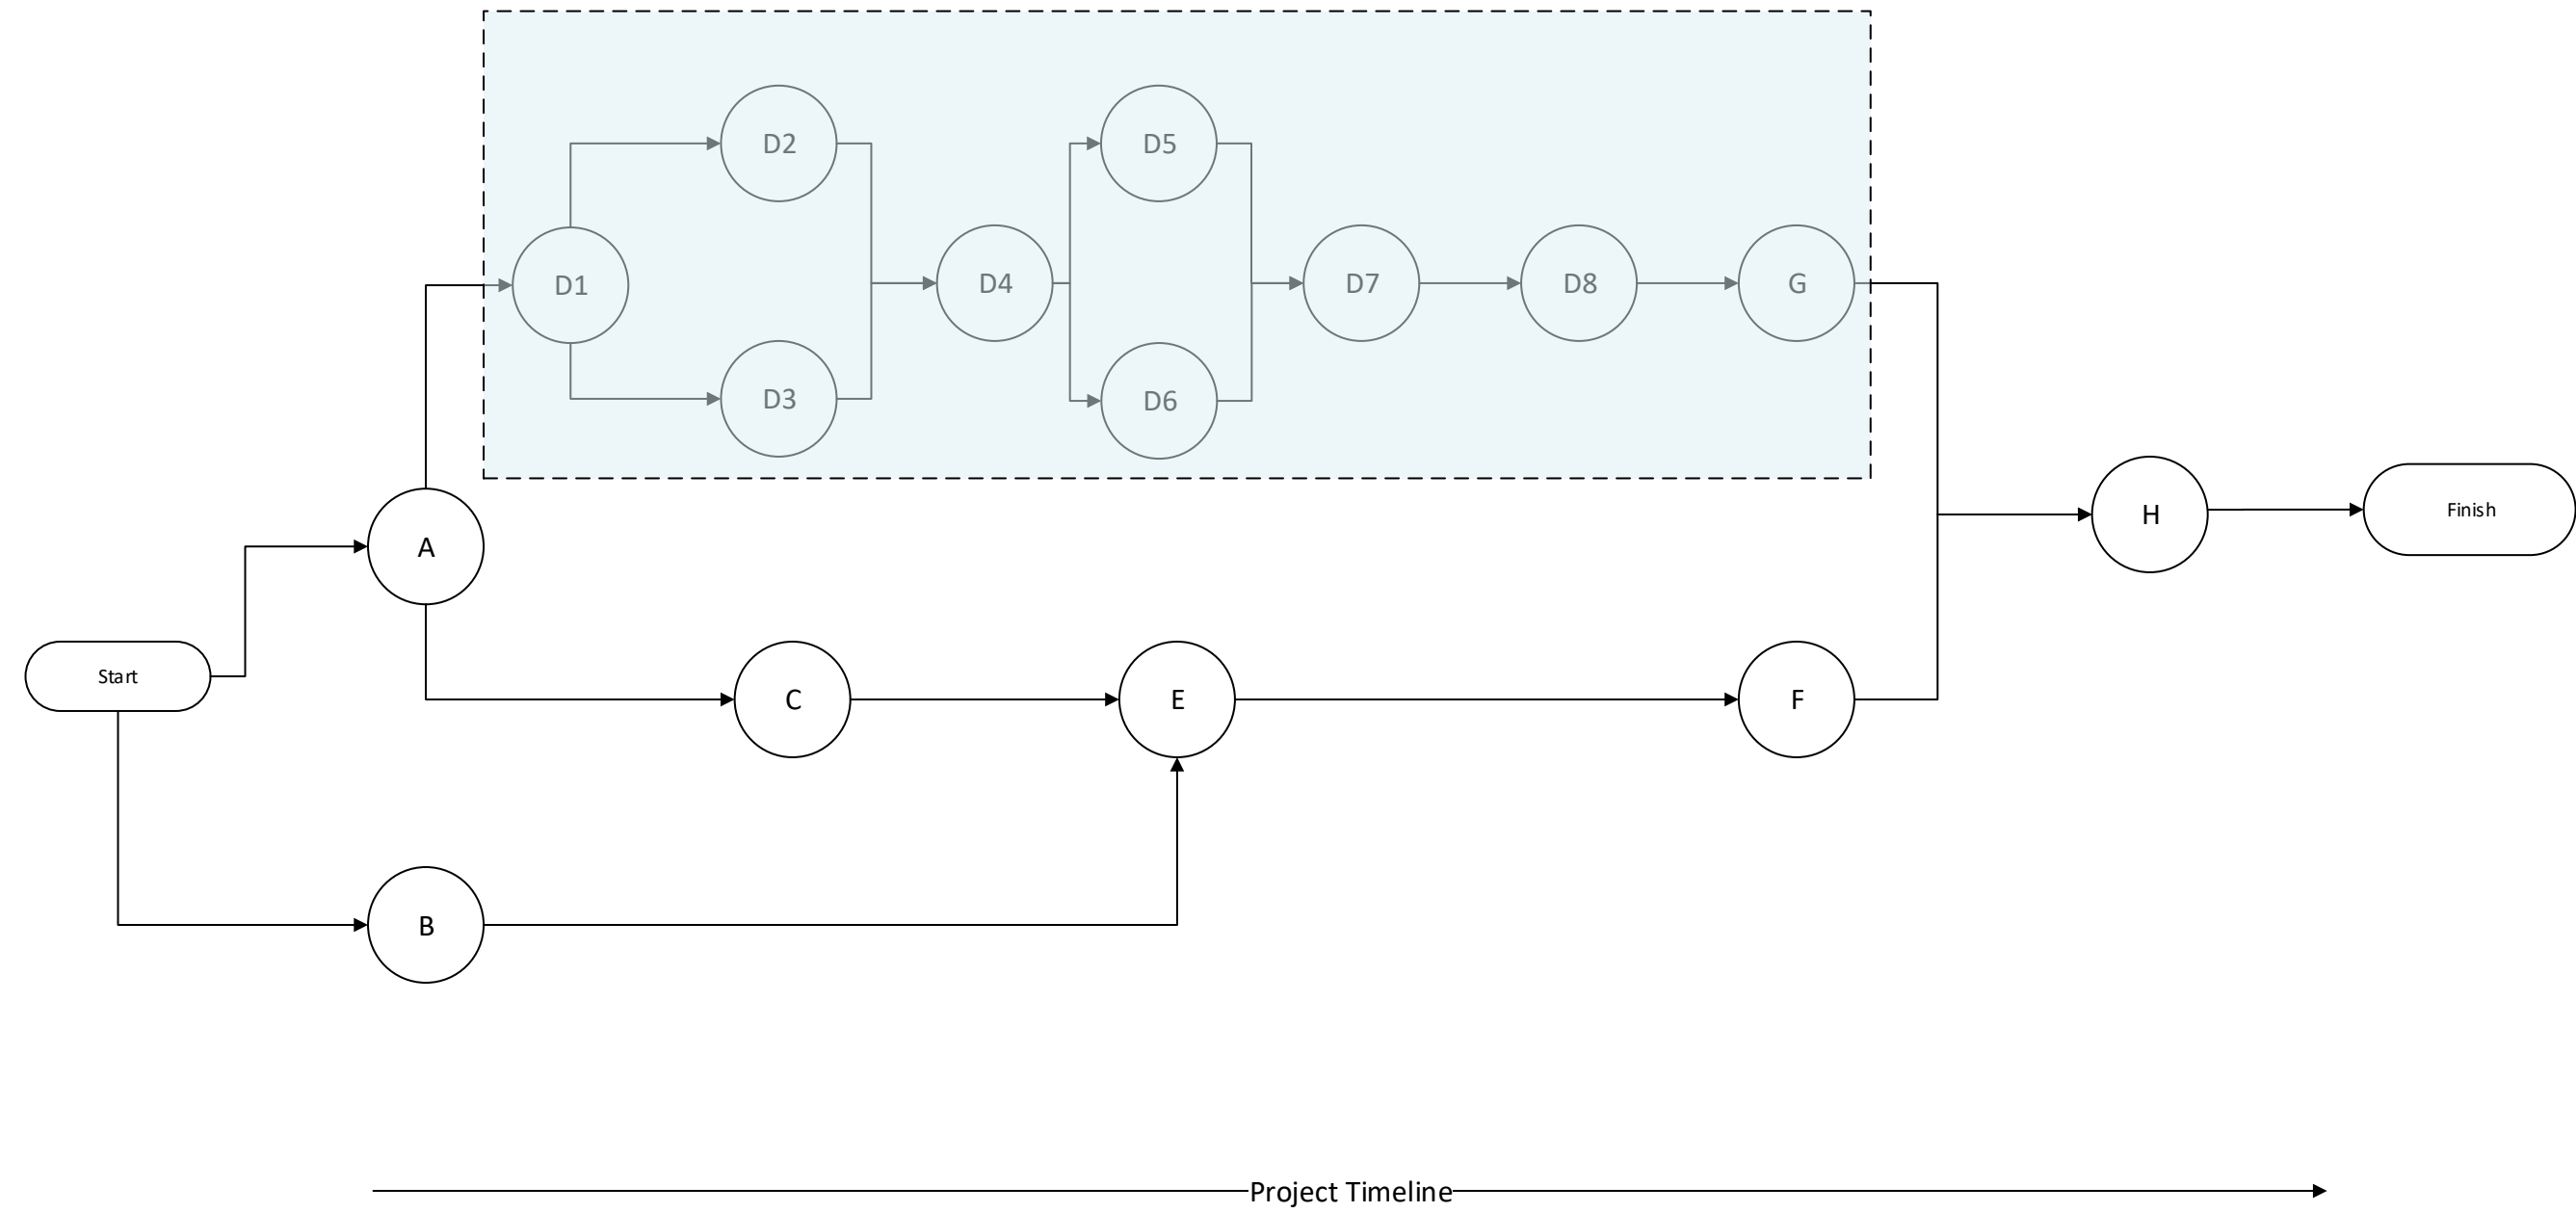 D2
D5
D1
D4
D7
D8
G
D3
D6
A
H
Finish
Start
C
E
F
B
Project Timeline